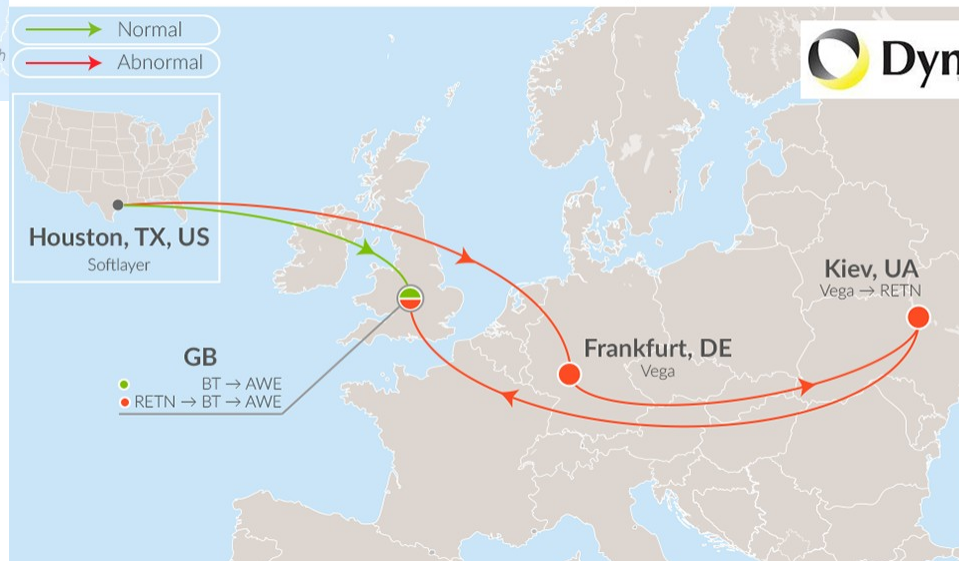 Normal
Abnormal
h
Dyn
Houston, TX, US
Softlayer
Kiev, UA
Vega → RETN
Frankfurt, DE
Vega
GB
BT → AWE
RETN → BT → AWE